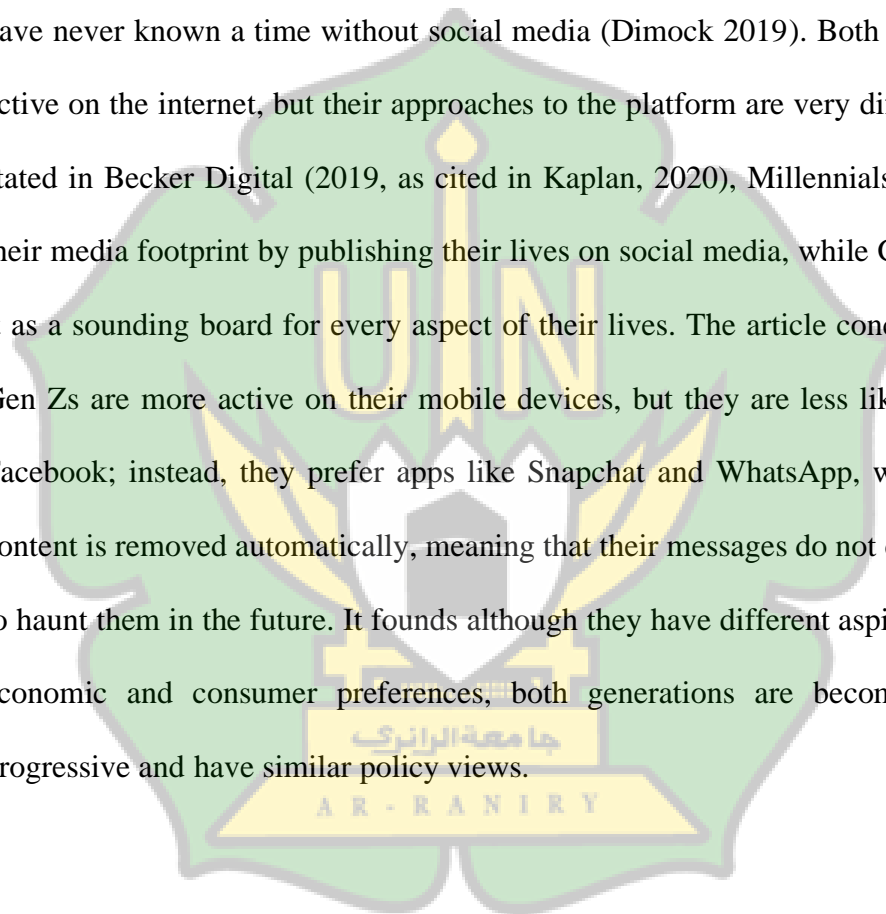 ave never known a time without social media (Dimock 2019). Both
ctive on the internet, but their approaches to the platform are very di
tated in Becker Digital (2019, as cited in Kaplan, 2020), Millennials
heir media footprint by publishing their lives on social media, while
as a sounding board for every aspect of their lives. The article con
Gen Zs are more active on their mobile devices, but they are less li
Facebook; instead, they prefer apps like Snapchat and WhatsApp, w
ontent is removed automatically, meaning that their messages do not
o haunt them in the future. It founds although they have different aspi
conomic and consumer preferences, both generations are becom
rogressive and have similar policy views.
UIN
جامعة الرانري
AR-RANIRY